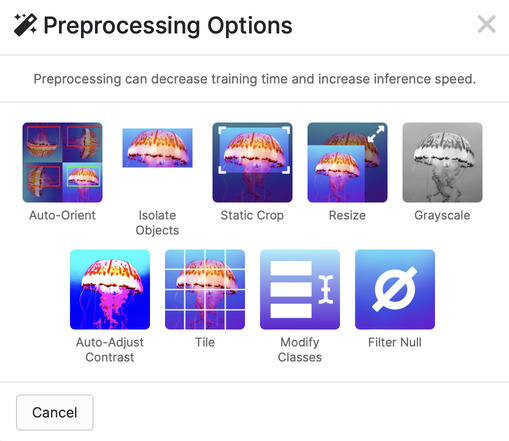 Preprocessing Options
Preprocessing can decrease training time and increase inference speed.
Auto-Orient
Isolate
Objects
Static Crop
Resize
Grayscale
Auto-Adjust
Contrast
Tile
Modify
Classes
Filter Null
Cancel